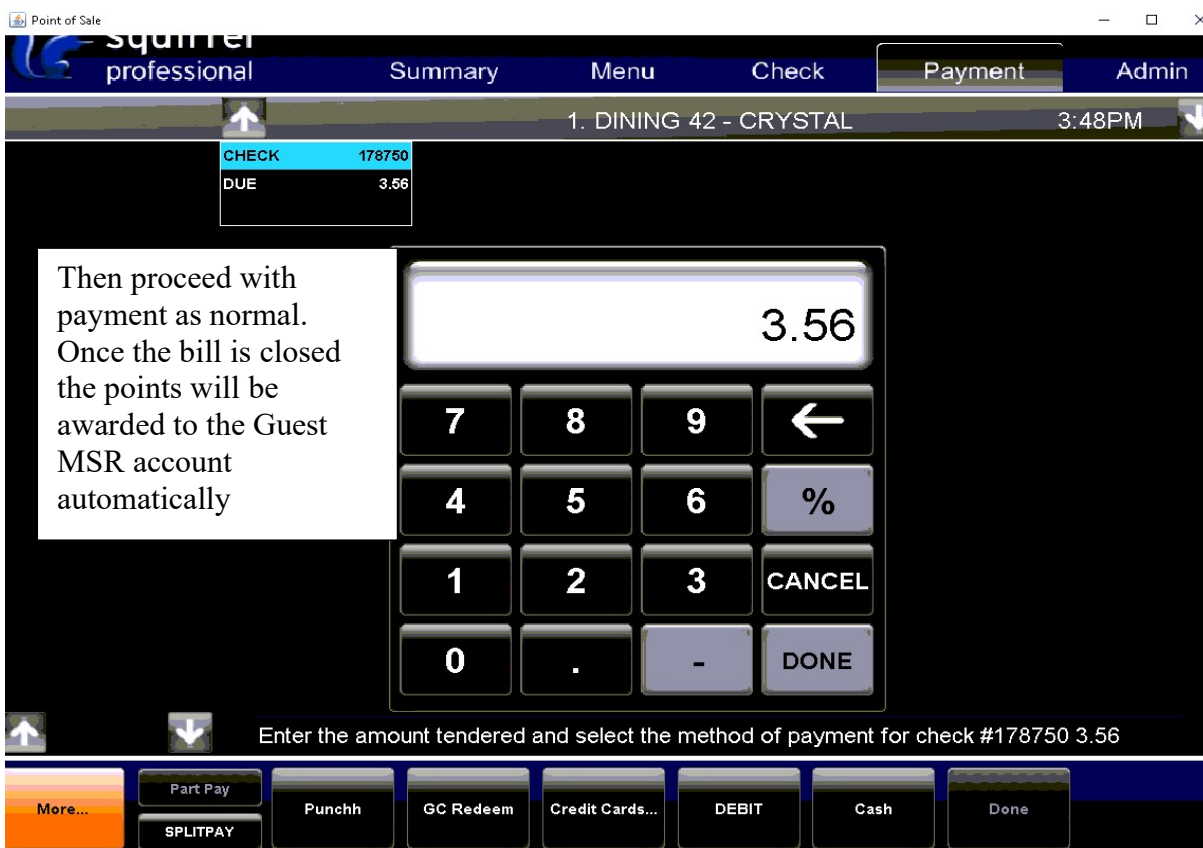 Point of Sale
squirrel
professional
Summary
Menu
Check
Payment
Admin
1. DINING 42 - CRYSTAL
3:48PM
CHECK 178750
DUE 3.56
Then proceed with
payment as normal.
Once the bill is closed
the points will be
awarded to the Guest
MSR account
automatically
3.56
7 8 9
4 5 6 %
1 2 3 CANCEL
0 . - DONE
Enter the amount tendered and select the method of payment for check #178750 3.56
More...
Part Pay
SPLITPAY
Punchh
GC Redeem
Credit Cards...
DEBIT
Cash
Done